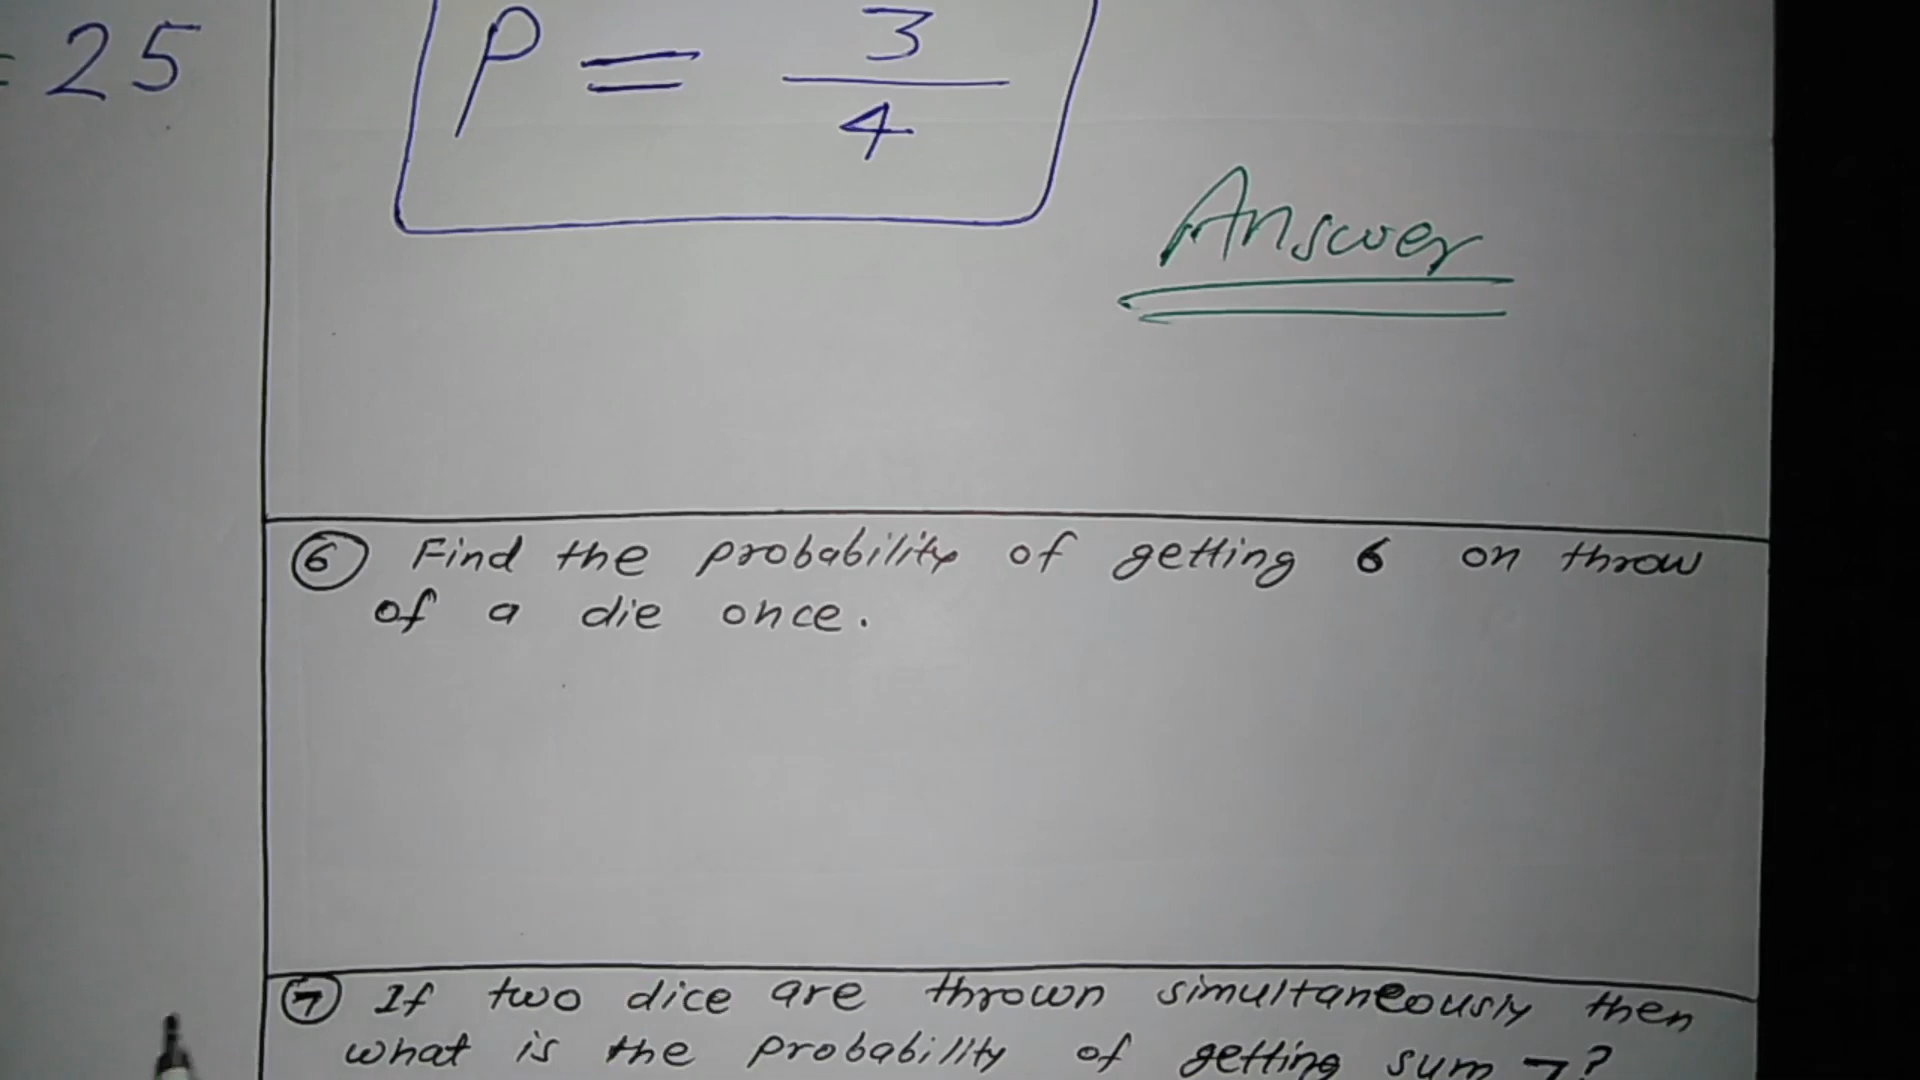 = 25
P = 3/4
Answer
6 Find the probability of getting 6 on throw
of a die once.
7 If two dice are thrown simultaneously then
what is the probability of getting sum 7?